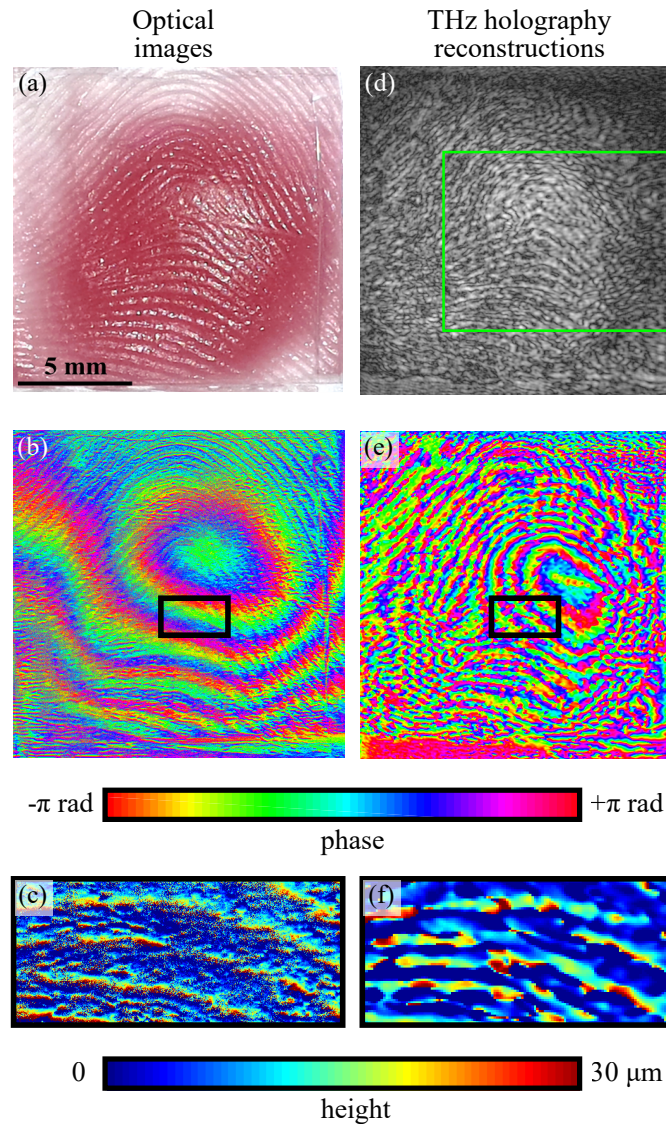 Optical
images
THz holography
reconstructions
(a)
(d)
5 mm
(b)
(e)
-π rad
+π rad
phase
(c)
(f)
0
30 μm
height